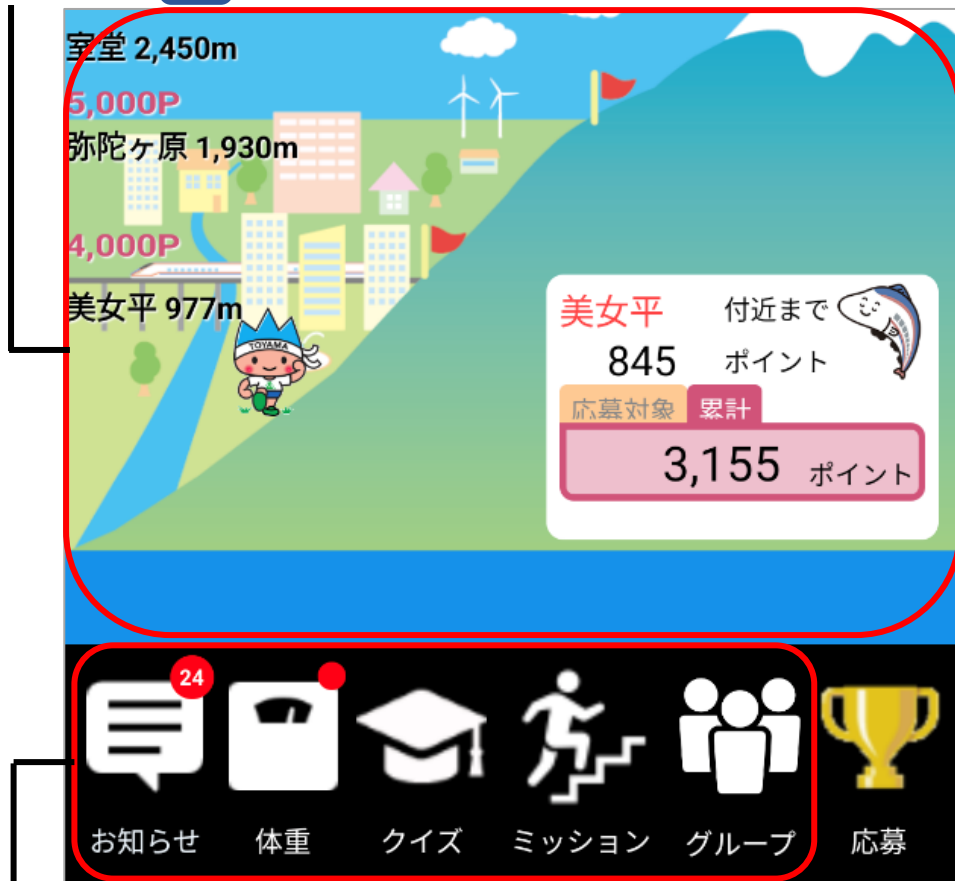 室堂 2,450m
5,000P
弥陀ヶ原 1,930m
4,000P
美女平 977m
TOYAMA
美女平 付近まで
845 ポイント
応募対象 累計
3,155 ポイント
24
お知らせ 体重 クイズ ミッション グループ 応募